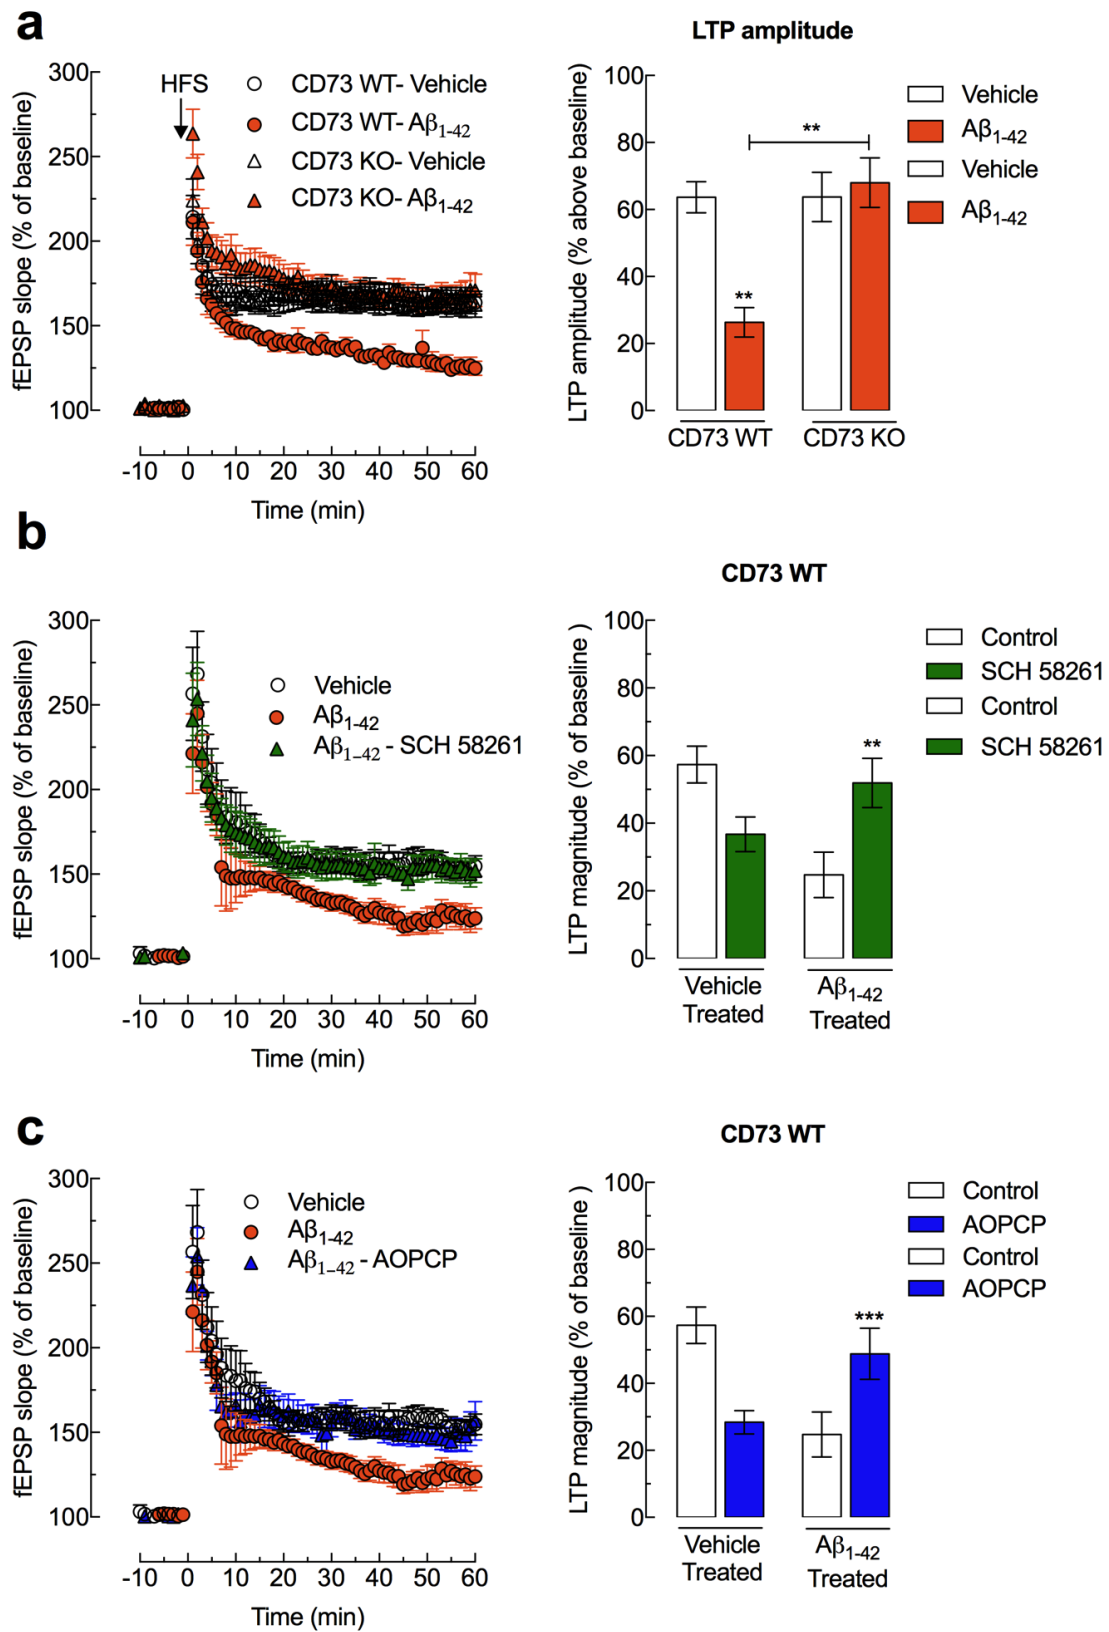 a
LTP amplitude
HFS
CD73 WT- Vehicle
CD73 WT- Aβ1-42
CD73 KO- Vehicle
CD73 KO- Aβ1-42
fEPSP slope (% of baseline)
300
250
200
150
100
-10 0 10 20 30 40 50 60
Time (min)
LTP amplitude (% above baseline)
100
80
60
40
20
0
**
**
CD73 WT CD73 KO
Vehicle
Aβ1-42
Vehicle
Aβ1-42
b
CD73 WT
fEPSP slope (% of baseline)
300
250
200
150
100
Vehicle
Aβ1-42
Aβ1-42 - SCH 58261
-10 0 10 20 30 40 50 60
Time (min)
LTP magnitude (% of baseline )
100
80
60
40
20
0
**
Vehicle
Treated
Aβ1-42
Treated
Control
SCH 58261
Control
SCH 58261
c
CD73 WT
fEPSP slope (% of baseline)
300
250
200
150
100
Vehicle
Aβ1-42
Aβ1-42 - AOPCP
-10 0 10 20 30 40 50 60
Time (min)
LTP magnitude (% of baseline )
100
80
60
40
20
0
***
Vehicle
Treated
Aβ1-42
Treated
Control
AOPCP
Control
AOPCP